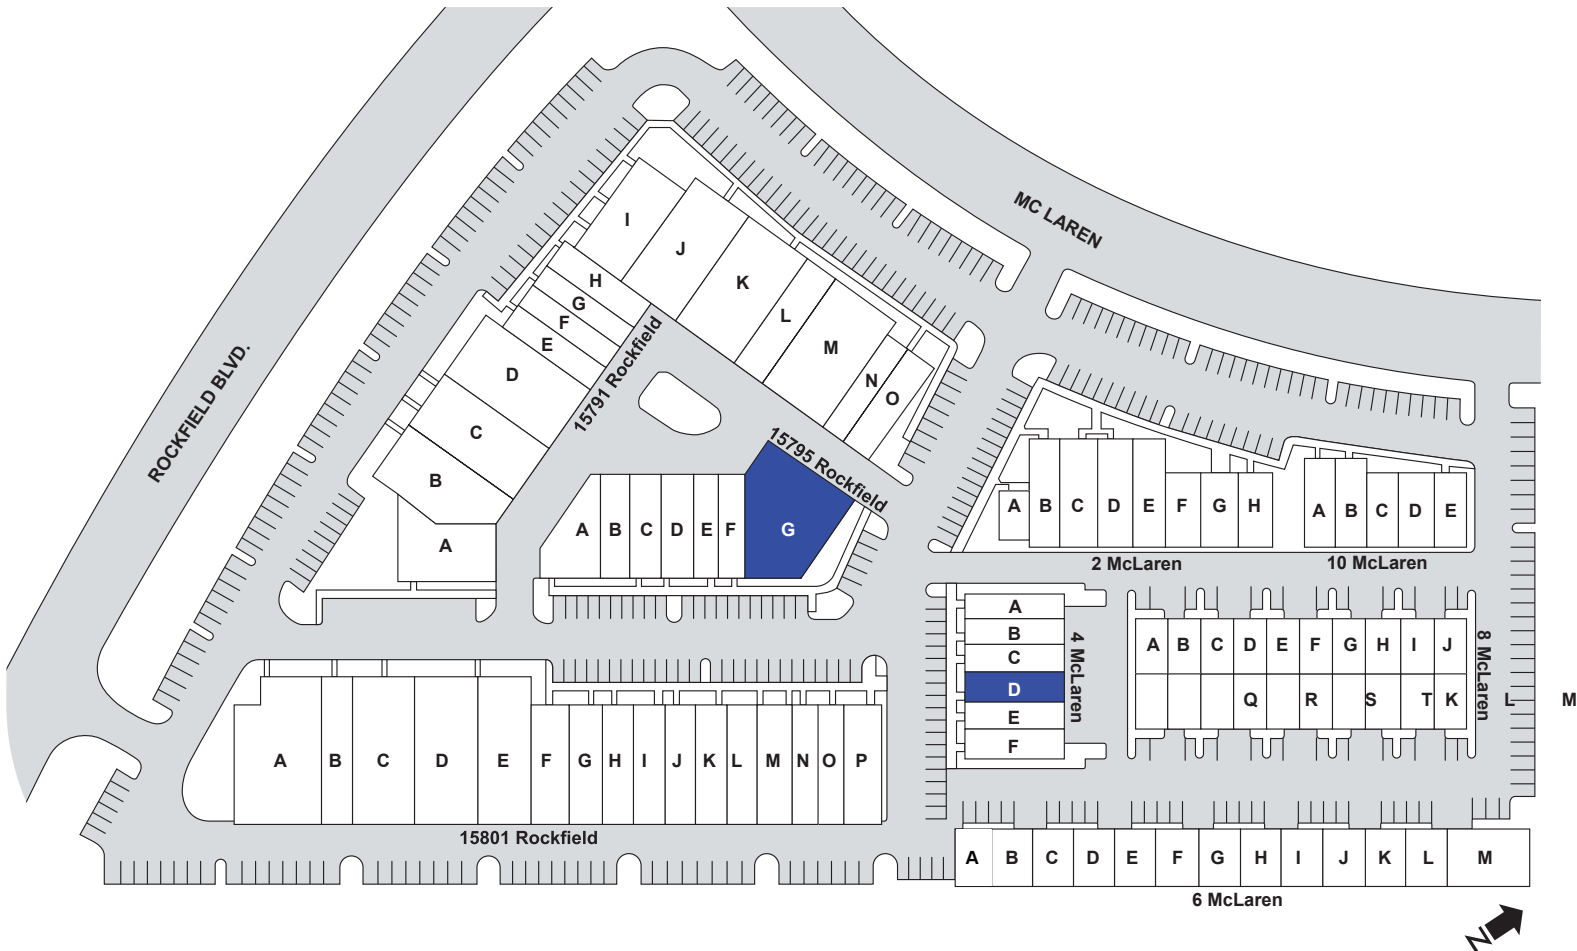 MC LAREN
ROCKFIELD BLVD.
I
J
K
L
M
N
O
H
G
F
E
D
C
B
A
15791 Rockfield
15795 Rockfield
A B C D E F G
A B C D E F G H
2 McLaren
A B C D E
10 McLaren
A
B
C
D
E
F
4 McLaren
A B C D E F G H I J
Q R S T K L M
8 McLaren
A B C D E F G H I J K L M N O P
15801 Rockfield
A B C D E F G H I J K L M
6 McLaren
N